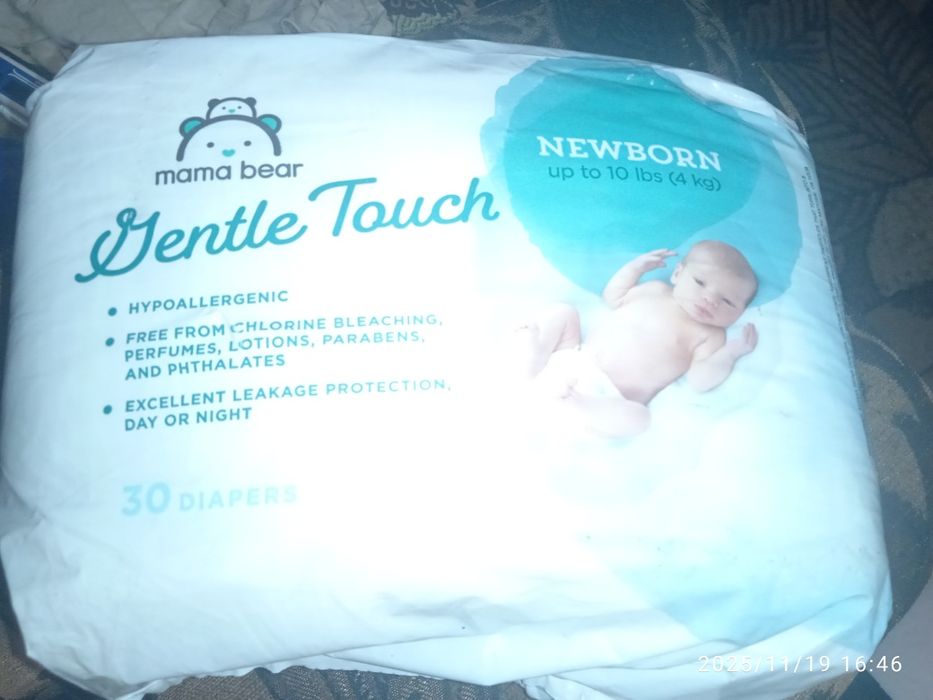 mama bear
Gentle Touch
NEWBORN
up to 10 lbs (4 kg)
• HYPOALLERGENIC
• FREE FROM CHLORINE BLEACHING,
PERFUMES, LOTIONS, PARABENS,
AND PHTHALATES
• EXCELLENT LEAKAGE PROTECTION,
DAY OR NIGHT
30 DIAPERS
2025/11/19 16:46